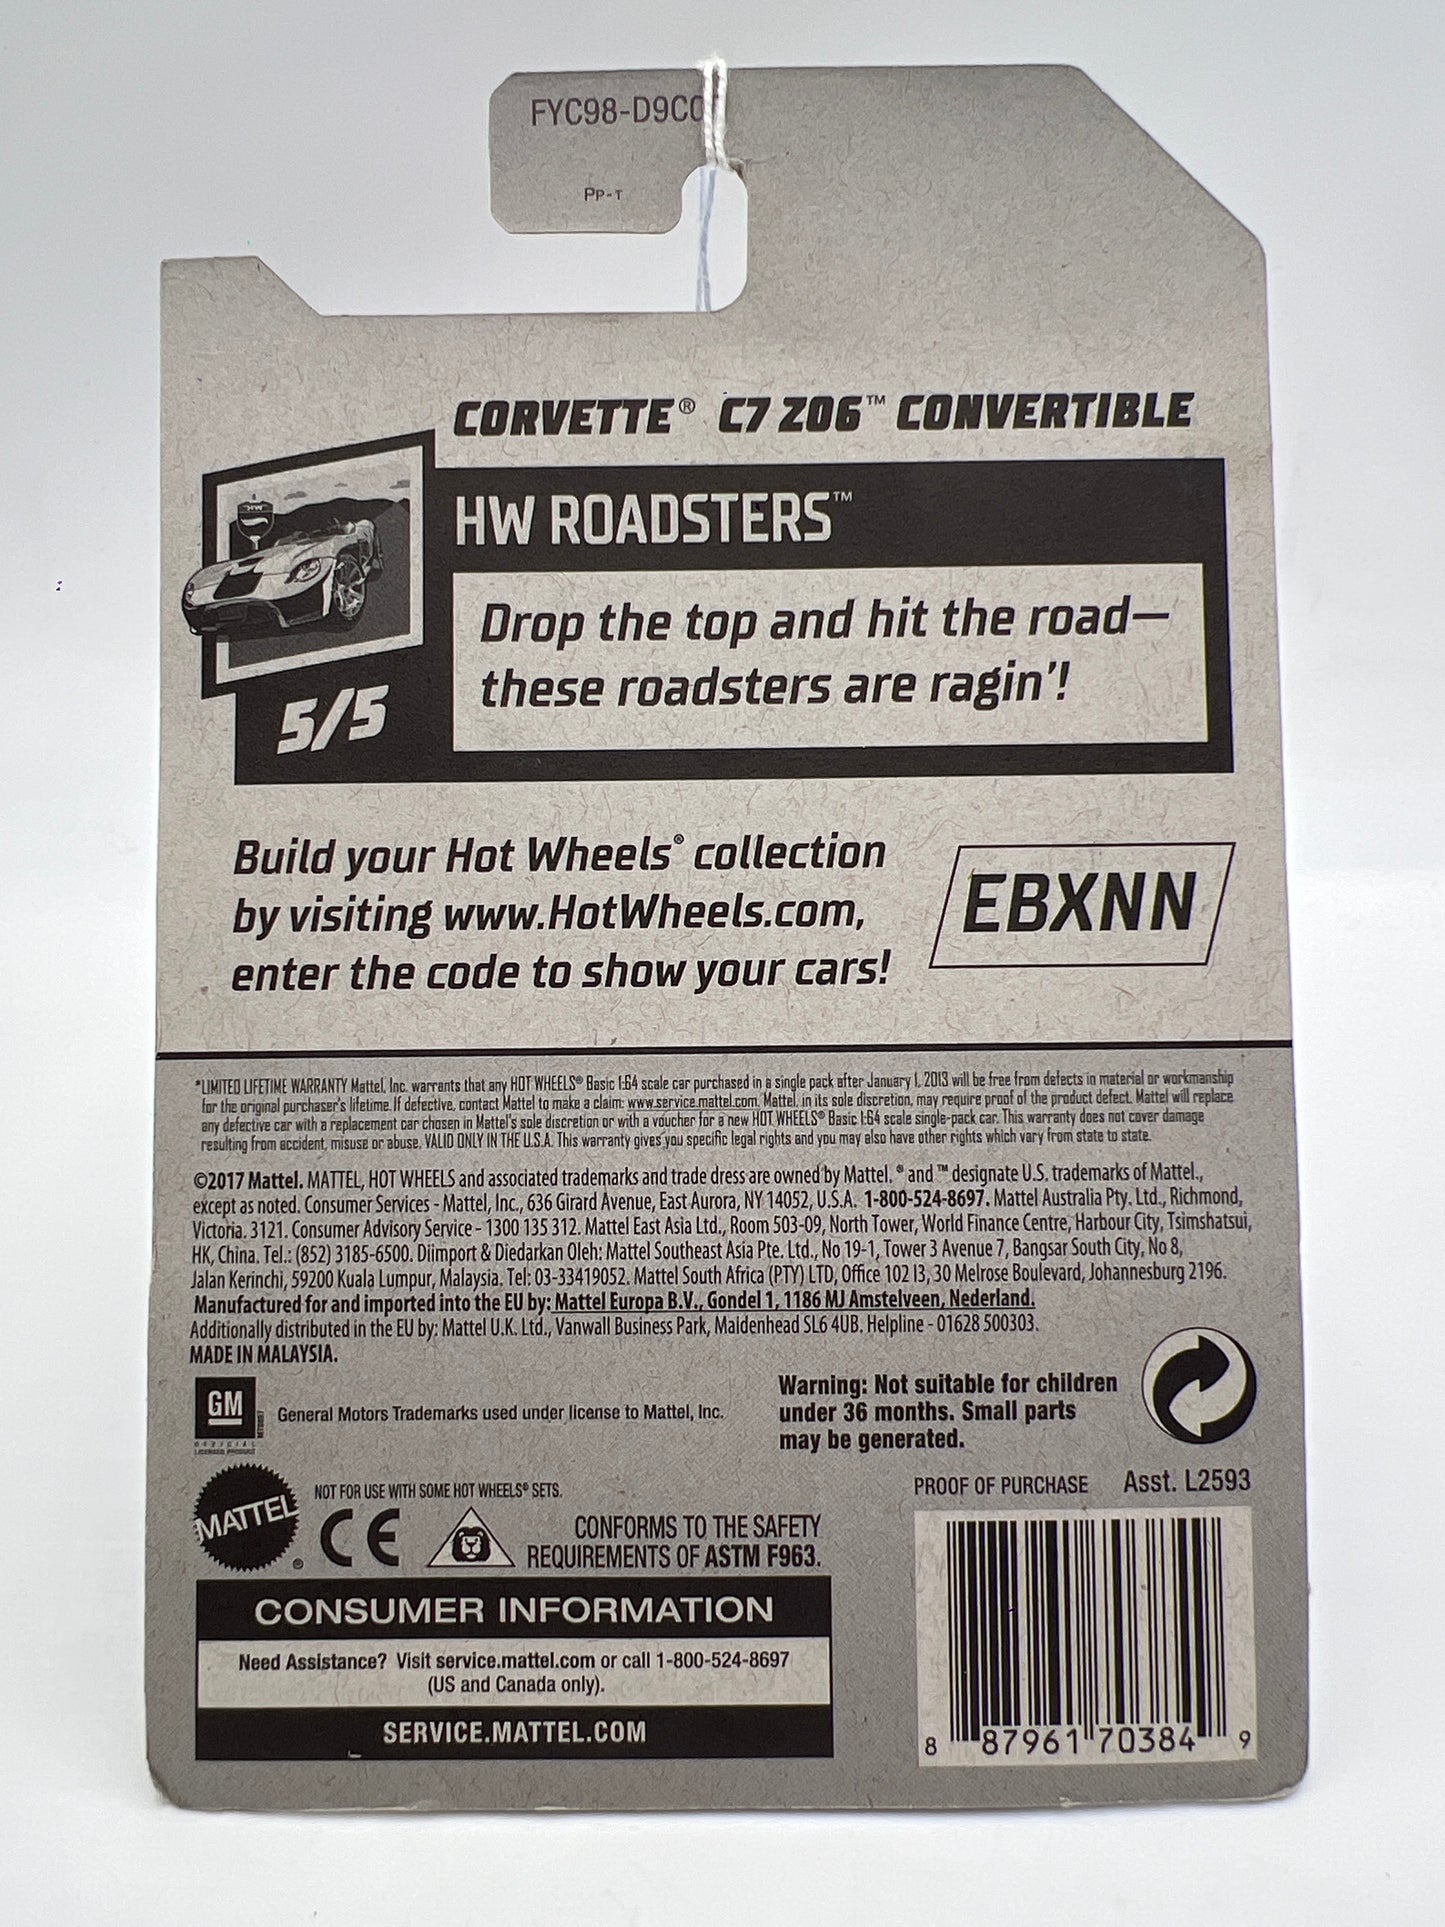 FYC98-D9C0
PP-T
CORVETTE® C7 Z06™ CONVERTIBLE
HW ROADSTERS™
HW
Drop the top and hit the road—
these roadsters are ragin'!
5/5
Build your Hot Wheels® collection
by visiting www.HotWheels.com,
enter the code to show your cars!
EBXNN
*LIMITED LIFETIME WARRANTY Mattel, Inc. warrants that any HOT WHEELS® Basic 1:64 scale car purchased in a single pack after January 1, 2013 will be free from defects in material or workmanship
for the original purchaser's lifetime. If defective, contact Mattel to make a claim: www.service.mattel.com. Mattel, in its sole discretion, may require proof of the product defect. Mattel will replace
any defective car with a replacement car chosen in Mattel's sole discretion or with a voucher for a new HOT WHEELS® Basic 1:64 scale single-pack car. This warranty does not cover damage
resulting from accident, misuse or abuse. VALID ONLY IN THE U.S.A. This warranty gives you specific legal rights and you may also have other rights which vary from state to state.
©2017 Mattel. MATTEL, HOT WHEELS and associated trademarks and trade dress are owned by Mattel. ® and ™ designate U.S. trademarks of Mattel.,
except as noted. Consumer Services - Mattel, Inc., 636 Girard Avenue, East Aurora, NY 14052, U.S.A. 1-800-524-8697. Mattel Australia Pty. Ltd., Richmond,
Victoria. 3121. Consumer Advisory Service - 1300 135 312. Mattel East Asia Ltd., Room 503-09, North Tower, World Finance Centre, Harbour City, Tsimshatsui,
HK, China. Tel.: (852) 3185-6500. Diimport & Diedarkan Oleh: Mattel Southeast Asia Pte. Ltd., No 19-1, Tower 3 Avenue 7, Bangsar South City, No 8,
Jalan Kerinchi, 59200 Kuala Lumpur, Malaysia. Tel: 03-33419052. Mattel South Africa (PTY) LTD, Office 102 I3, 30 Melrose Boulevard, Johannesburg 2196.
Manufactured for and imported into the EU by: Mattel Europa B.V., Gondel 1, 1186 MJ Amstelveen, Nederland.
Additionally distributed in the EU by: Mattel U.K. Ltd., Vanwall Business Park, Maidenhead SL6 4UB. Helpline - 01628 500303.
MADE IN MALAYSIA.
GM
OFFICIAL
LICENSED PRODUCT
General Motors Trademarks used under license to Mattel, Inc.
Warning: Not suitable for children
under 36 months. Small parts
may be generated.
PROOF OF PURCHASE Asst. L2593
MATTEL®
NOT FOR USE WITH SOME HOT WHEELS® SETS.
CE
CONFORMS TO THE SAFETY
REQUIREMENTS OF ASTM F963.
CONSUMER INFORMATION
Need Assistance? Visit service.mattel.com or call 1-800-524-8697
(US and Canada only).
SERVICE.MATTEL.COM
8 87961 70384 9